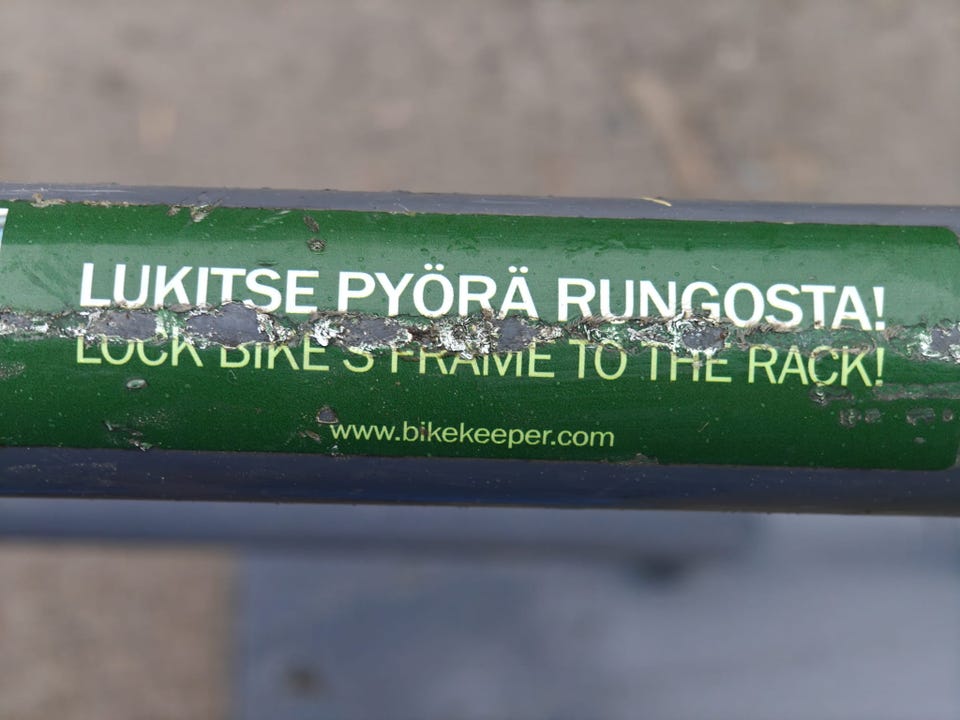 LUKITSE PYÖRÄ RUNGOSTA!
LOCK BIKE'S FRAME TO THE RACK!
www.bikekeeper.com